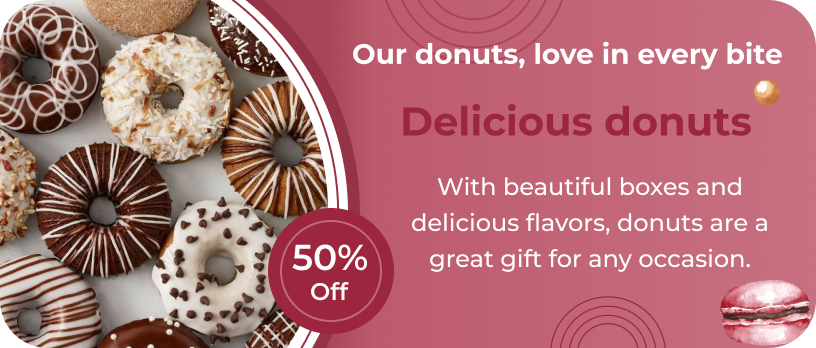 Our donuts, love in every bite
Delicious donuts
With beautiful boxes and
delicious flavors, donuts are a
great gift for any occasion.
50%
Off